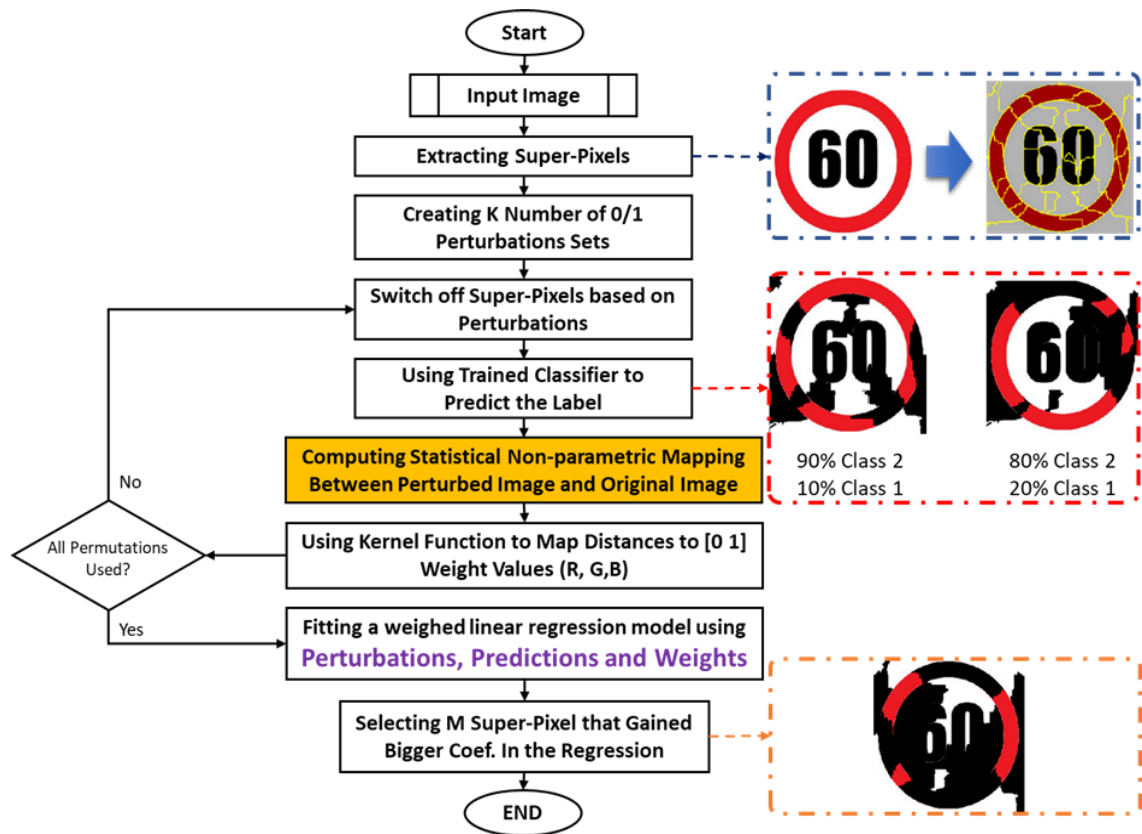 Start
Input Image
Extracting Super-Pixels
60
60
Creating K Number of 0/1
Perturbations Sets
Switch off Super-Pixels based on
Perturbations
Using Trained Classifier to
Predict the Label
60
60
90% Class 2
10% Class 1
80% Class 2
20% Class 1
Computing Statistical Non-parametric Mapping
Between Perturbed Image and Original Image
Using Kernel Function to Map Distances to [0 1]
Weight Values (R, G,B)
All Permutations
Used?
No
Yes
Fitting a weighed linear regression model using
Perturbations, Predictions and Weights
Selecting M Super-Pixel that Gained
Bigger Coef. In the Regression
60
END